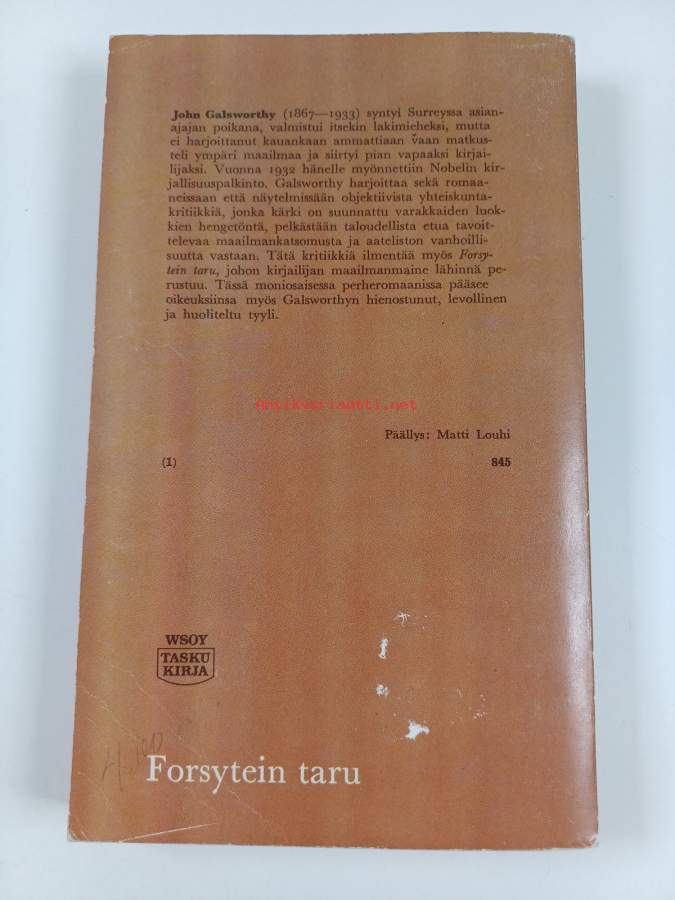 John Galsworthy (1867—1933) syntyi Surreyssa asian-
ajajan poikana, valmistui itsekin lakimieheksi, mutta
ei harjoittanut kauankaan ammattiaan vaan matkus-
teli ympäri maailmaa ja siirtyi pian vapaaksi kirjai-
lijaksi. Vuonna 1932 hänelle myönnettiin Nobelin kir-
jallisuuspalkinto. Galsworthy harjoittaa sekä romaa-
neissaan että näytelmissään objektiivista yhteiskunta-
kritiikkiä, jonka kärki on suunnattu varakkaiden luok-
kien hengetöntä, pelkästään taloudellista etua tavoit-
televaa maailmankatsomusta ja aateliston vanhoilli-
suutta vastaan. Tätä kritiikkiä ilmentää myös Forsy-
tein taru, johon kirjailijan maailmanmaine lähinnä pe-
rustuu. Tässä moniosaisessa perheromaanissa pääsee
oikeuksiinsa myös Galsworthyn hienostunut, levollinen
ja huoliteltu tyyli.
antikvariaatti.net
Päällys: Matti Louhi
(1) 845
WSOY
TASKU
KIRJA
Forsytein taru